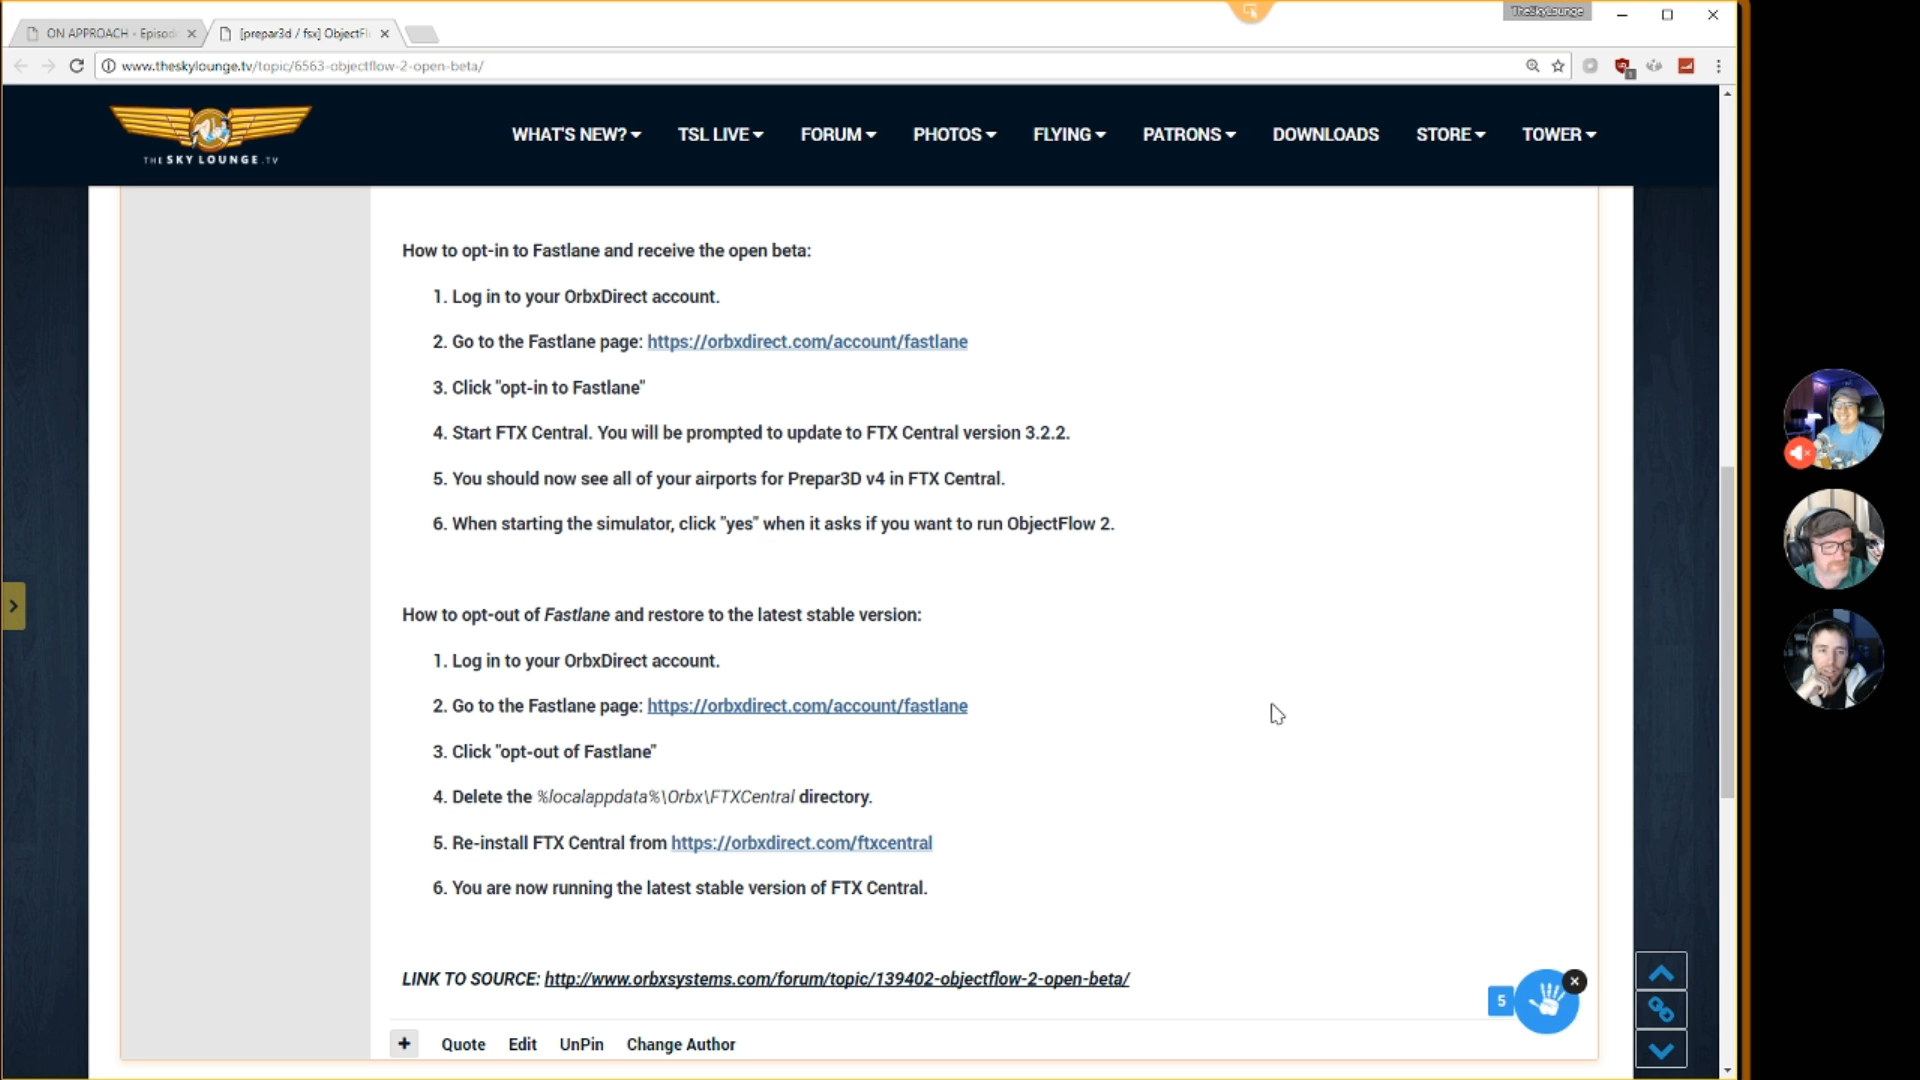 TheSkyLounge
ON APPROACH - Episod
[prepar3d / fsx] ObjectFl
www.theskylounge.tv/topic/6563-objectflow-2-open-beta/
THE SKY LOUNGE .TV
WHAT'S NEW? TSL LIVE FORUM PHOTOS FLYING PATRONS DOWNLOADS STORE TOWER
How to opt-in to Fastlane and receive the open beta:
1. Log in to your OrbxDirect account.
2. Go to the Fastlane page: https://orbxdirect.com/account/fastlane
3. Click "opt-in to Fastlane"
4. Start FTX Central. You will be prompted to update to FTX Central version 3.2.2.
5. You should now see all of your airports for Prepar3D v4 in FTX Central.
6. When starting the simulator, click "yes" when it asks if you want to run ObjectFlow 2.
How to opt-out of Fastlane and restore to the latest stable version:
1. Log in to your OrbxDirect account.
2. Go to the Fastlane page: https://orbxdirect.com/account/fastlane
3. Click "opt-out of Fastlane"
4. Delete the %localappdata%\Orbx\FTXCentral directory.
5. Re-install FTX Central from https://orbxdirect.com/ftxcentral
6. You are now running the latest stable version of FTX Central.
LINK TO SOURCE: http://www.orbxsystems.com/forum/topic/139402-objectflow-2-open-beta/
5
+ Quote Edit UnPin Change Author